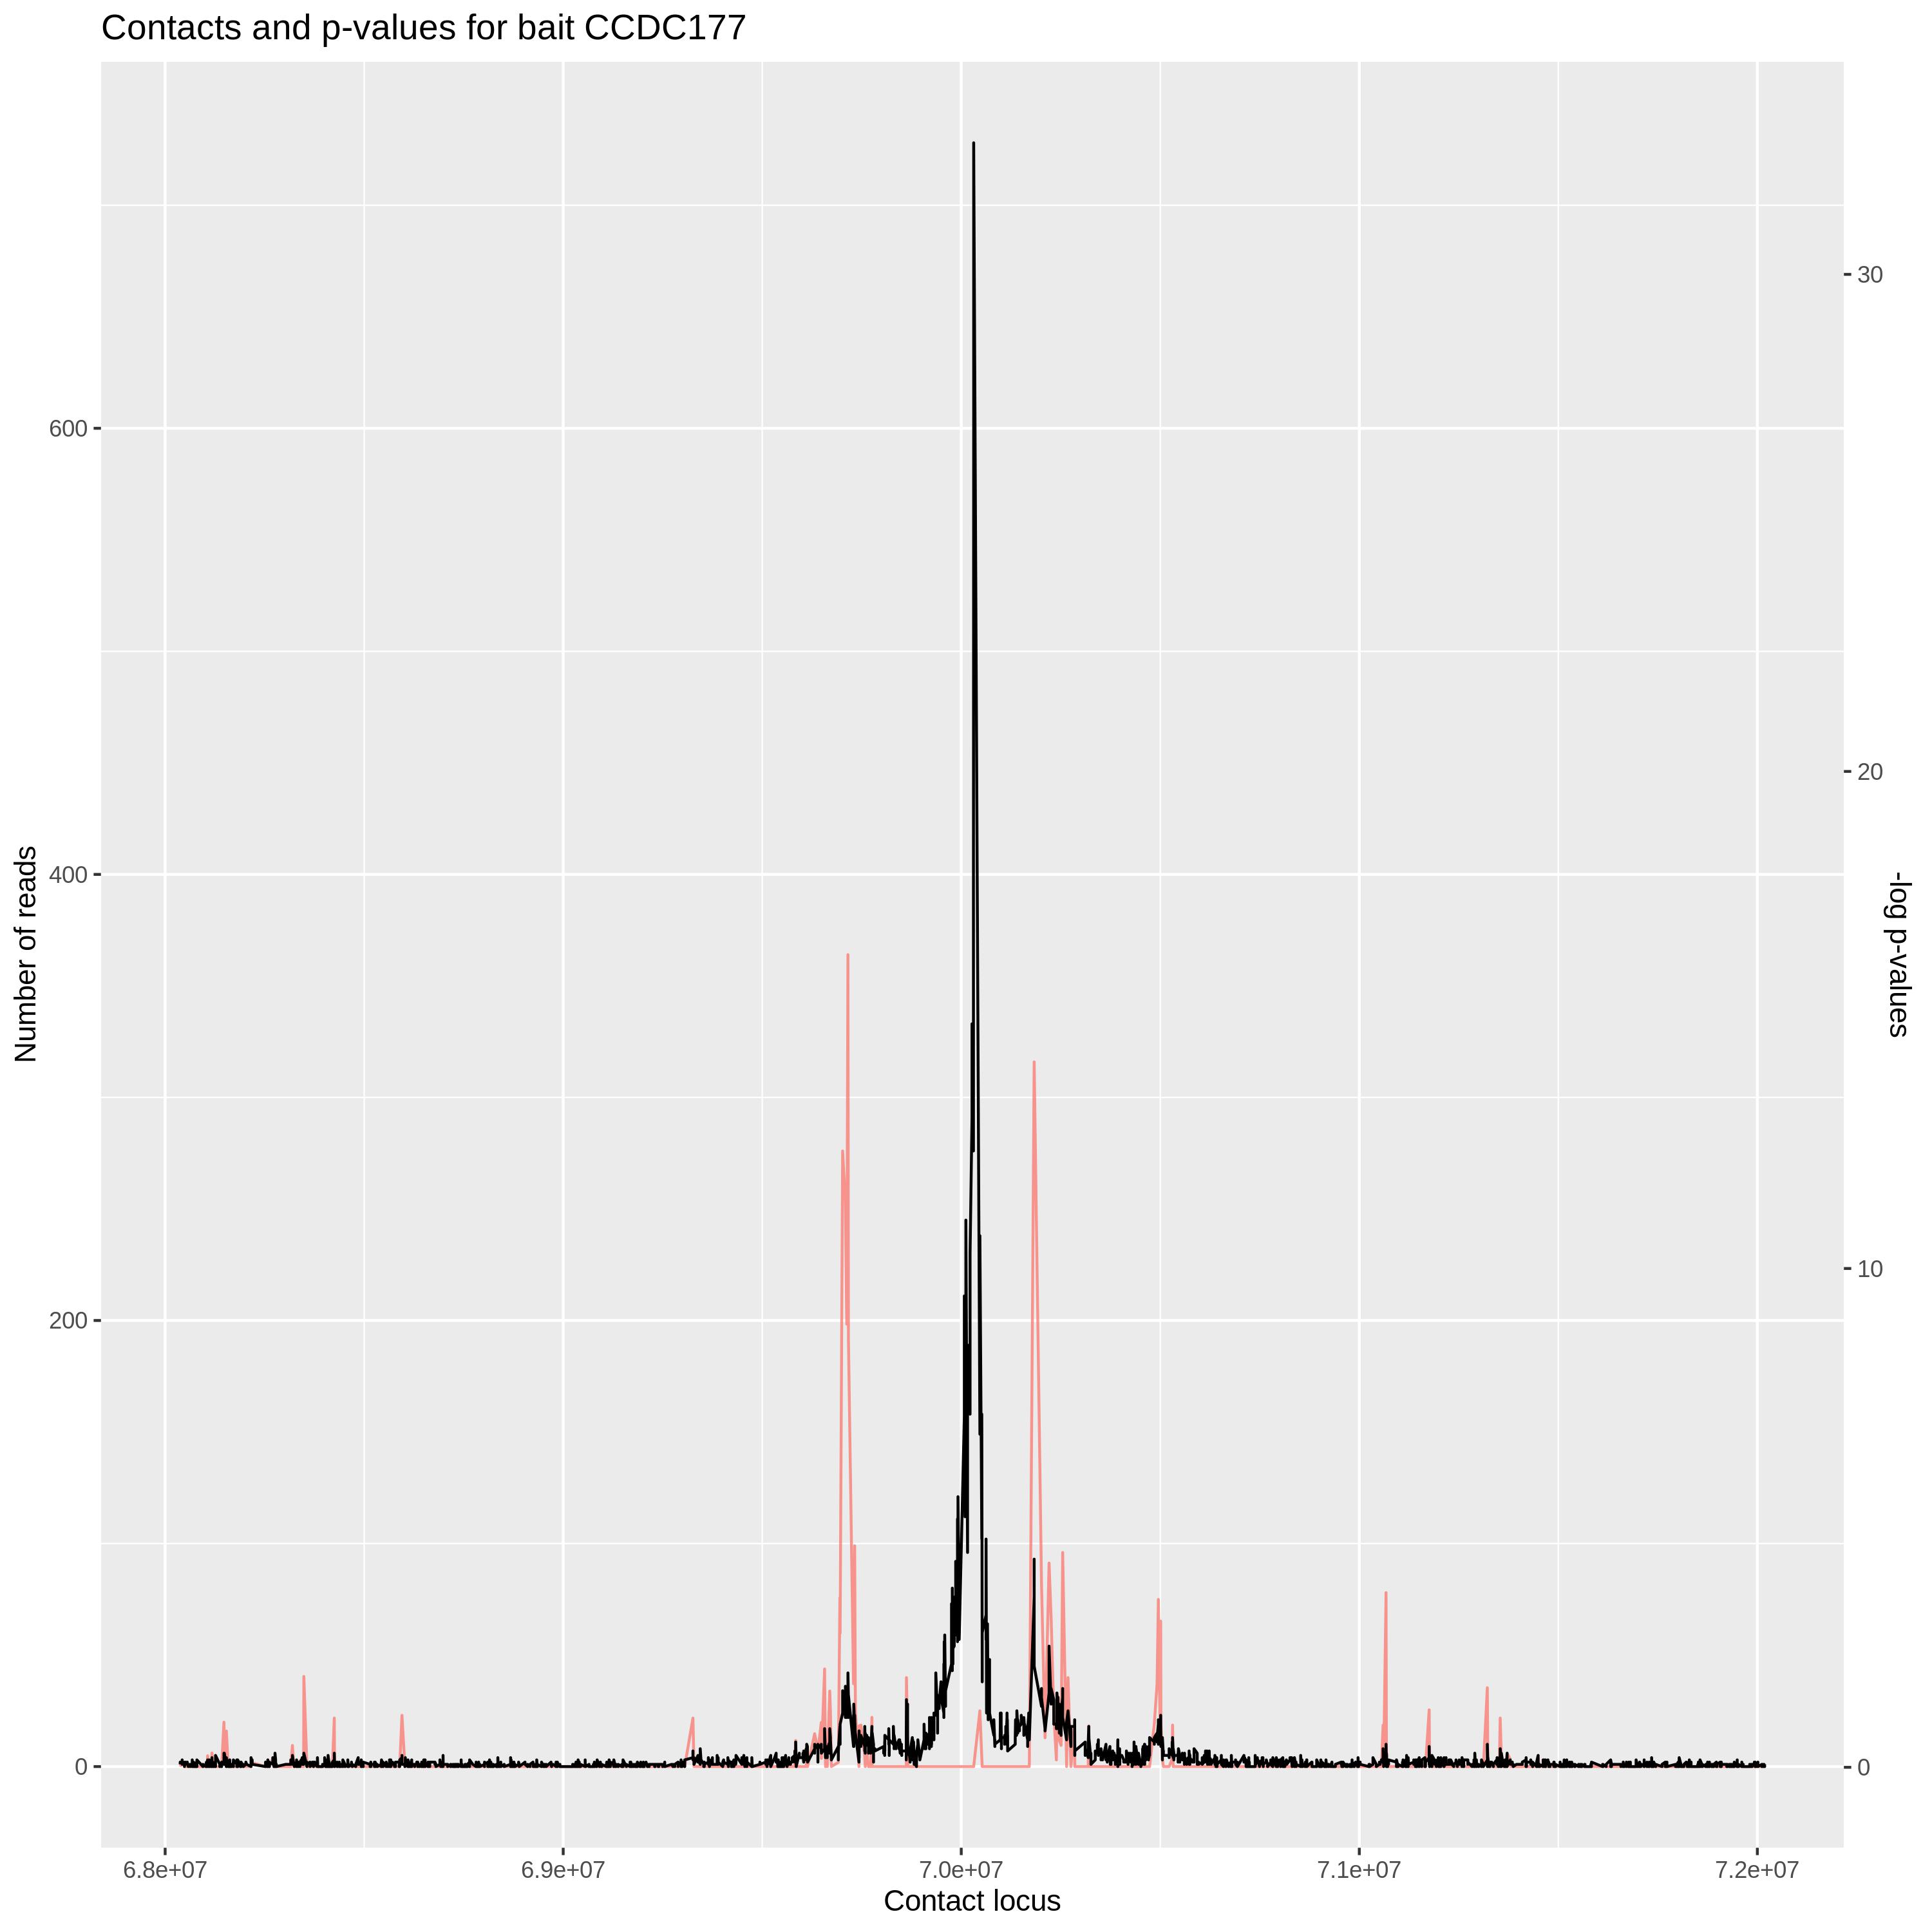 Contacts and p-values for bait CCDC177
Number of reads
600
400
200
0
-log p-values
30
20
10
0
6.8e+07
6.9e+07
7.0e+07
7.1e+07
7.2e+07
Contact locus